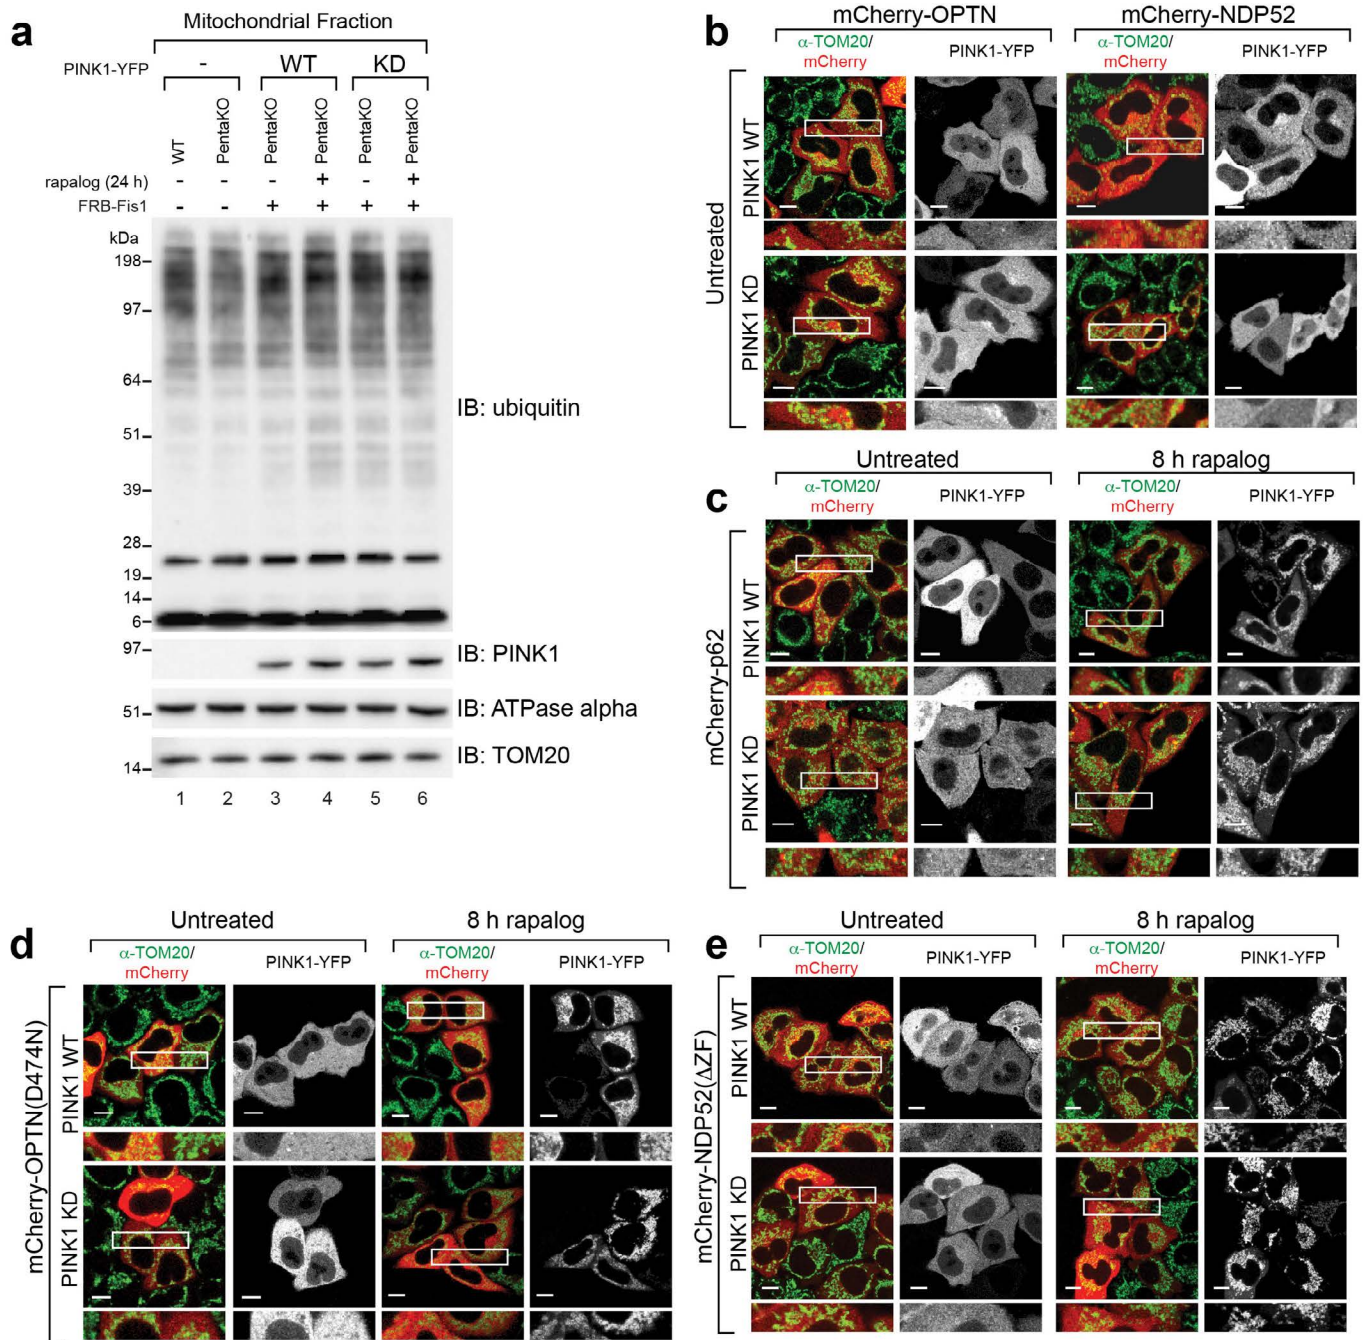 a
Mitochondrial Fraction
PINK1-YFP - WT KD
WT PentaKO PentaKO PentaKO PentaKO PentaKO
rapalog (24 h) - - - + - +
FRB-Fis1 - - + + + +
kDa
198
97
64
51
39
28
19
14
6
IB: ubiquitin
97
IB: PINK1
51
IB: ATPase alpha
14
IB: TOM20
1 2 3 4 5 6
b
mCherry-OPTN mCherry-NDP52
α-TOM20/ PINK1-YFP α-TOM20/ PINK1-YFP
mCherry mCherry
Untreated
PINK1 WT
PINK1 KD
c
Untreated 8 h rapalog
α-TOM20/ PINK1-YFP α-TOM20/ PINK1-YFP
mCherry mCherry
mCherry-p62
PINK1 WT
PINK1 KD
d
Untreated 8 h rapalog
α-TOM20/ PINK1-YFP α-TOM20/ PINK1-YFP
mCherry mCherry
mCherry-OPTN(D474N)
PINK1 WT
PINK1 KD
e
Untreated 8 h rapalog
α-TOM20/ PINK1-YFP α-TOM20/ PINK1-YFP
mCherry mCherry
mCherry-NDP52(ΔZF)
PINK1 WT
PINK1 KD